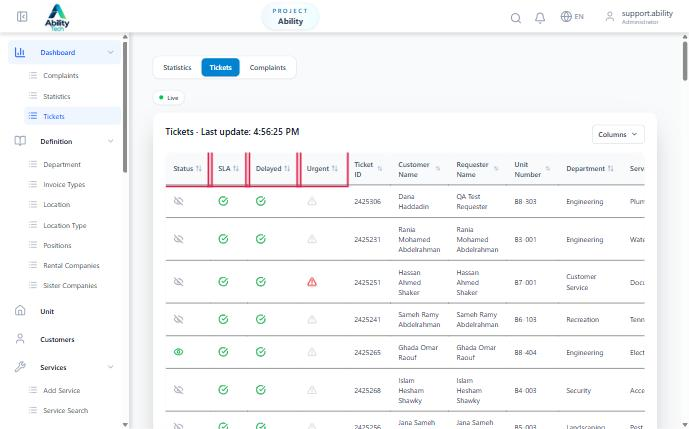 Ability
Tech
PROJECT
Ability
EN
support.ability
Administrator
Dashboard
Complaints
Statistics
Tickets
Definition
Department
Invoice Types
Location
Location Type
Positions
Rental Companies
Sister Companies
Unit
Customers
Services
Add Service
Service Search
Statistics Tickets Complaints
Live
Tickets - Last update: 4:56:25 PM
Columns
Status SLA Delayed Urgent Ticket ID Customer Name Requester Name Unit Number Department Serv
2425306 Dana Haddadin QA Test Requester B8-303 Engineering Plum
2425231 Rania Mohamed Abdelrahman Rania Mohamed Abdelrahman B3-001 Engineering Wate
2425251 Hassan Ahmed Shaker Hassan Ahmed Shaker B7-001 Customer Service Docu
2425241 Sameh Ramy Abdelrahman Sameh Ramy Abdelrahman B6-103 Recreation Tenn
2425265 Ghada Omar Raouf Ghada Omar Raouf B8-404 Engineering Elect
2425268 Islam Hesham Shawky Islam Hesham Shawky B4-003 Security Acce
2425256 Jana Sameh Jana Sameh B5-003 Landscaping Pest